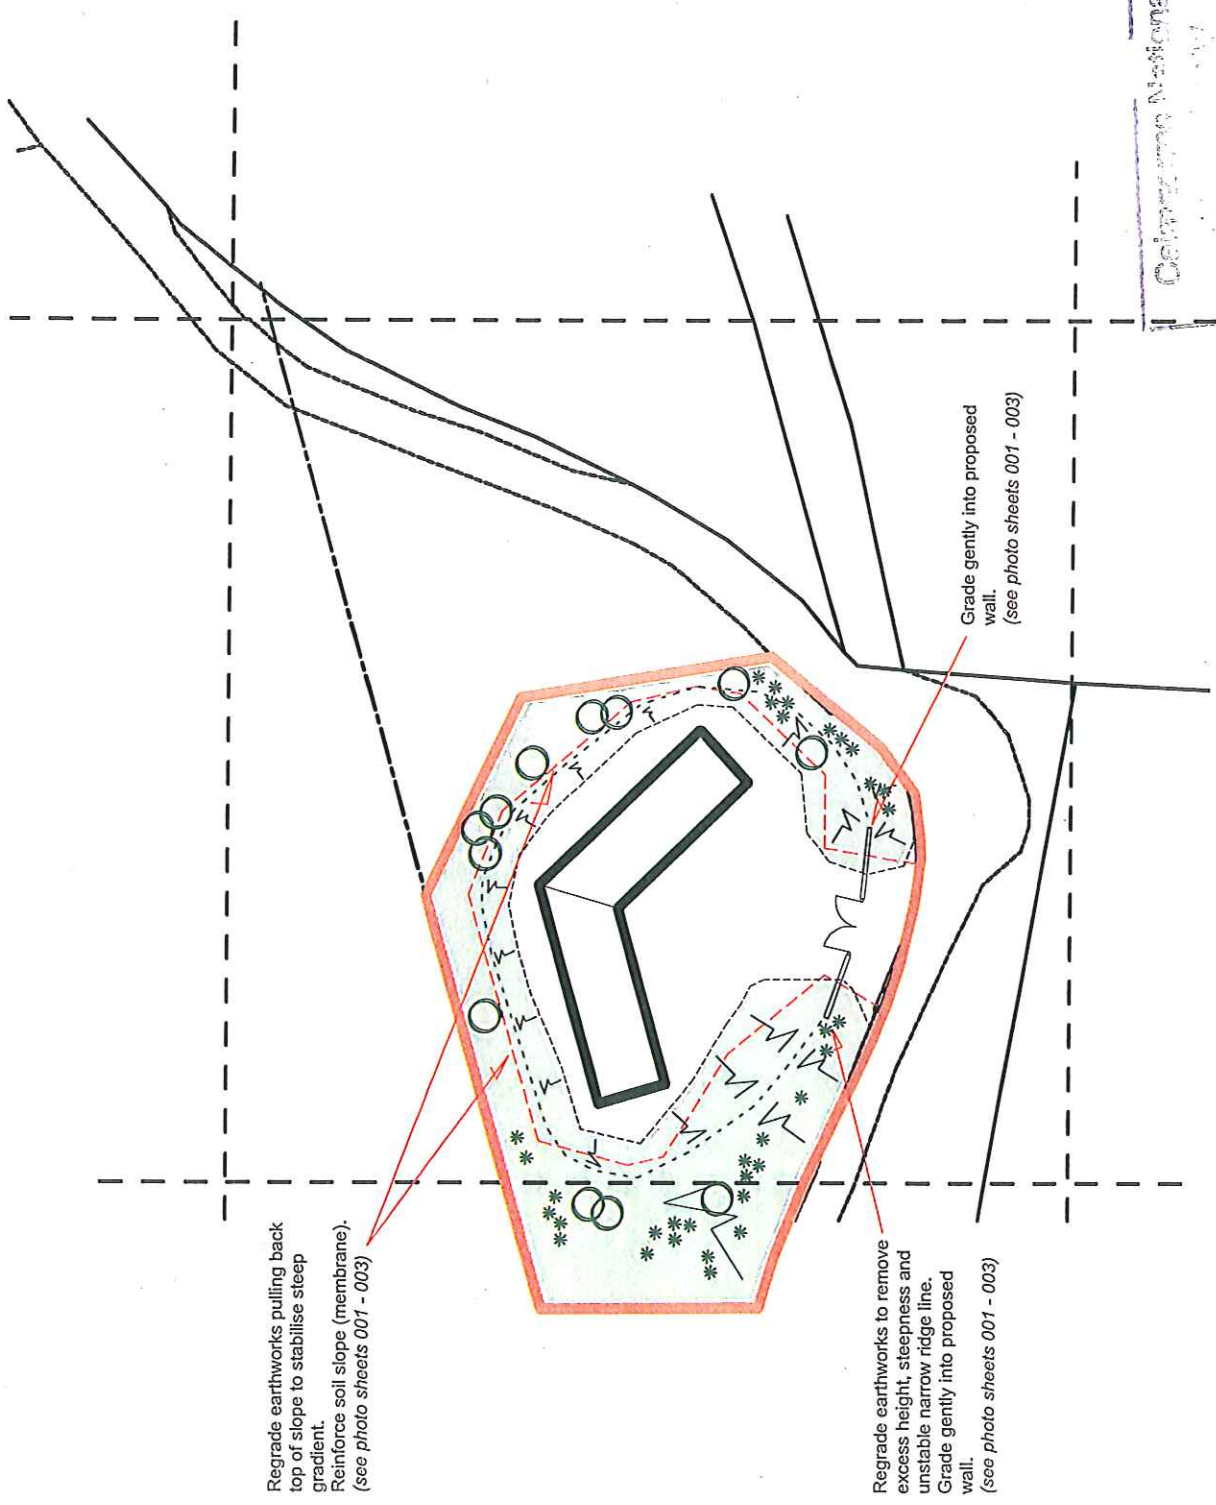 Regrade earthworks pulling back
top of slope to stabilise steep
gradient.
Reinforce soil slope (membrane).
(see photo sheets 001 - 003)
Regrade earthworks to remove
excess height, steepness and
unstable narrow ridge line.
Grade gently into proposed
wall.
(see photo sheets 001 - 003)
Grade gently into proposed
wall.
(see photo sheets 001 - 003)